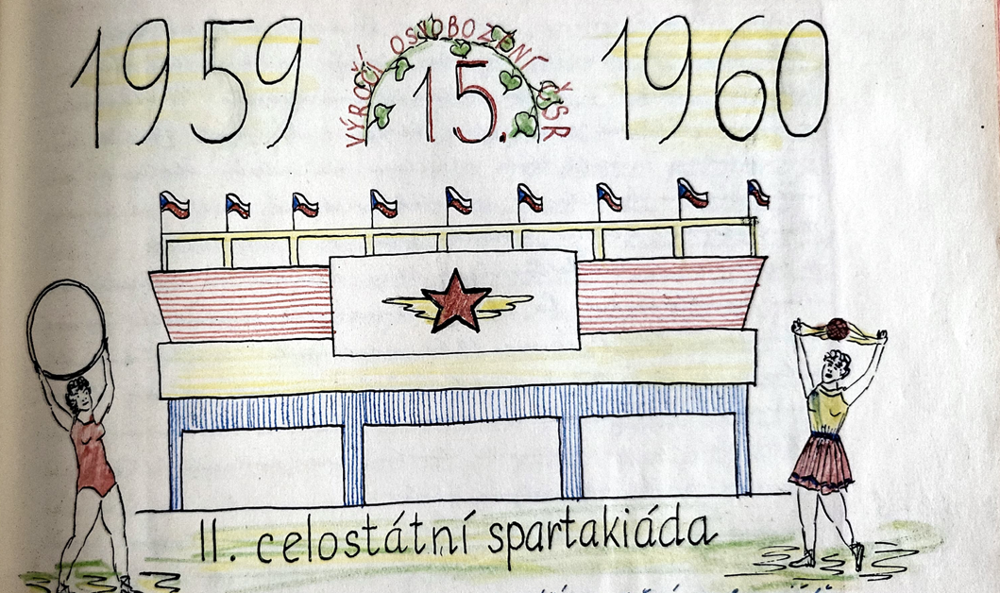 1959 15. 1960
VÝROČÍ OSVOBOZENÍ ČSR
II. celostátní spartakiáda